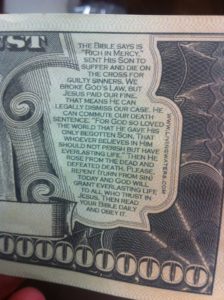 UST
THE BIBLE SAYS IS
"RICH IN MERCY,"
SENT HIS SON TO
SUFFER AND DIE ON
THE CROSS FOR
GUILTY SINNERS. WE
BROKE GOD'S LAW, BUT
JESUS PAID OUR FINE.
THAT MEANS HE CAN
LEGALLY DISMISS OUR CASE. HE
CAN COMMUTE OUR DEATH
SENTENCE. "FOR GOD SO LOVED
THE WORLD THAT HE GAVE HIS
ONLY BEGOTTEN SON, THAT
WHOEVER BELIEVES IN HIM
SHOULD NOT PERISH BUT HAVE
EVERLASTING LIFE." THEN HE
ROSE FROM THE DEAD AND
DEFEATED DEATH. PLEASE,
REPENT (TURN FROM SIN)
TODAY AND GOD WILL
GRANT EVERLASTING LIFE
TO ALL WHO TRUST IN
JESUS. THEN READ
YOUR BIBLE DAILY
AND OBEY IT.
WWW.LIVINGWATERS.COM